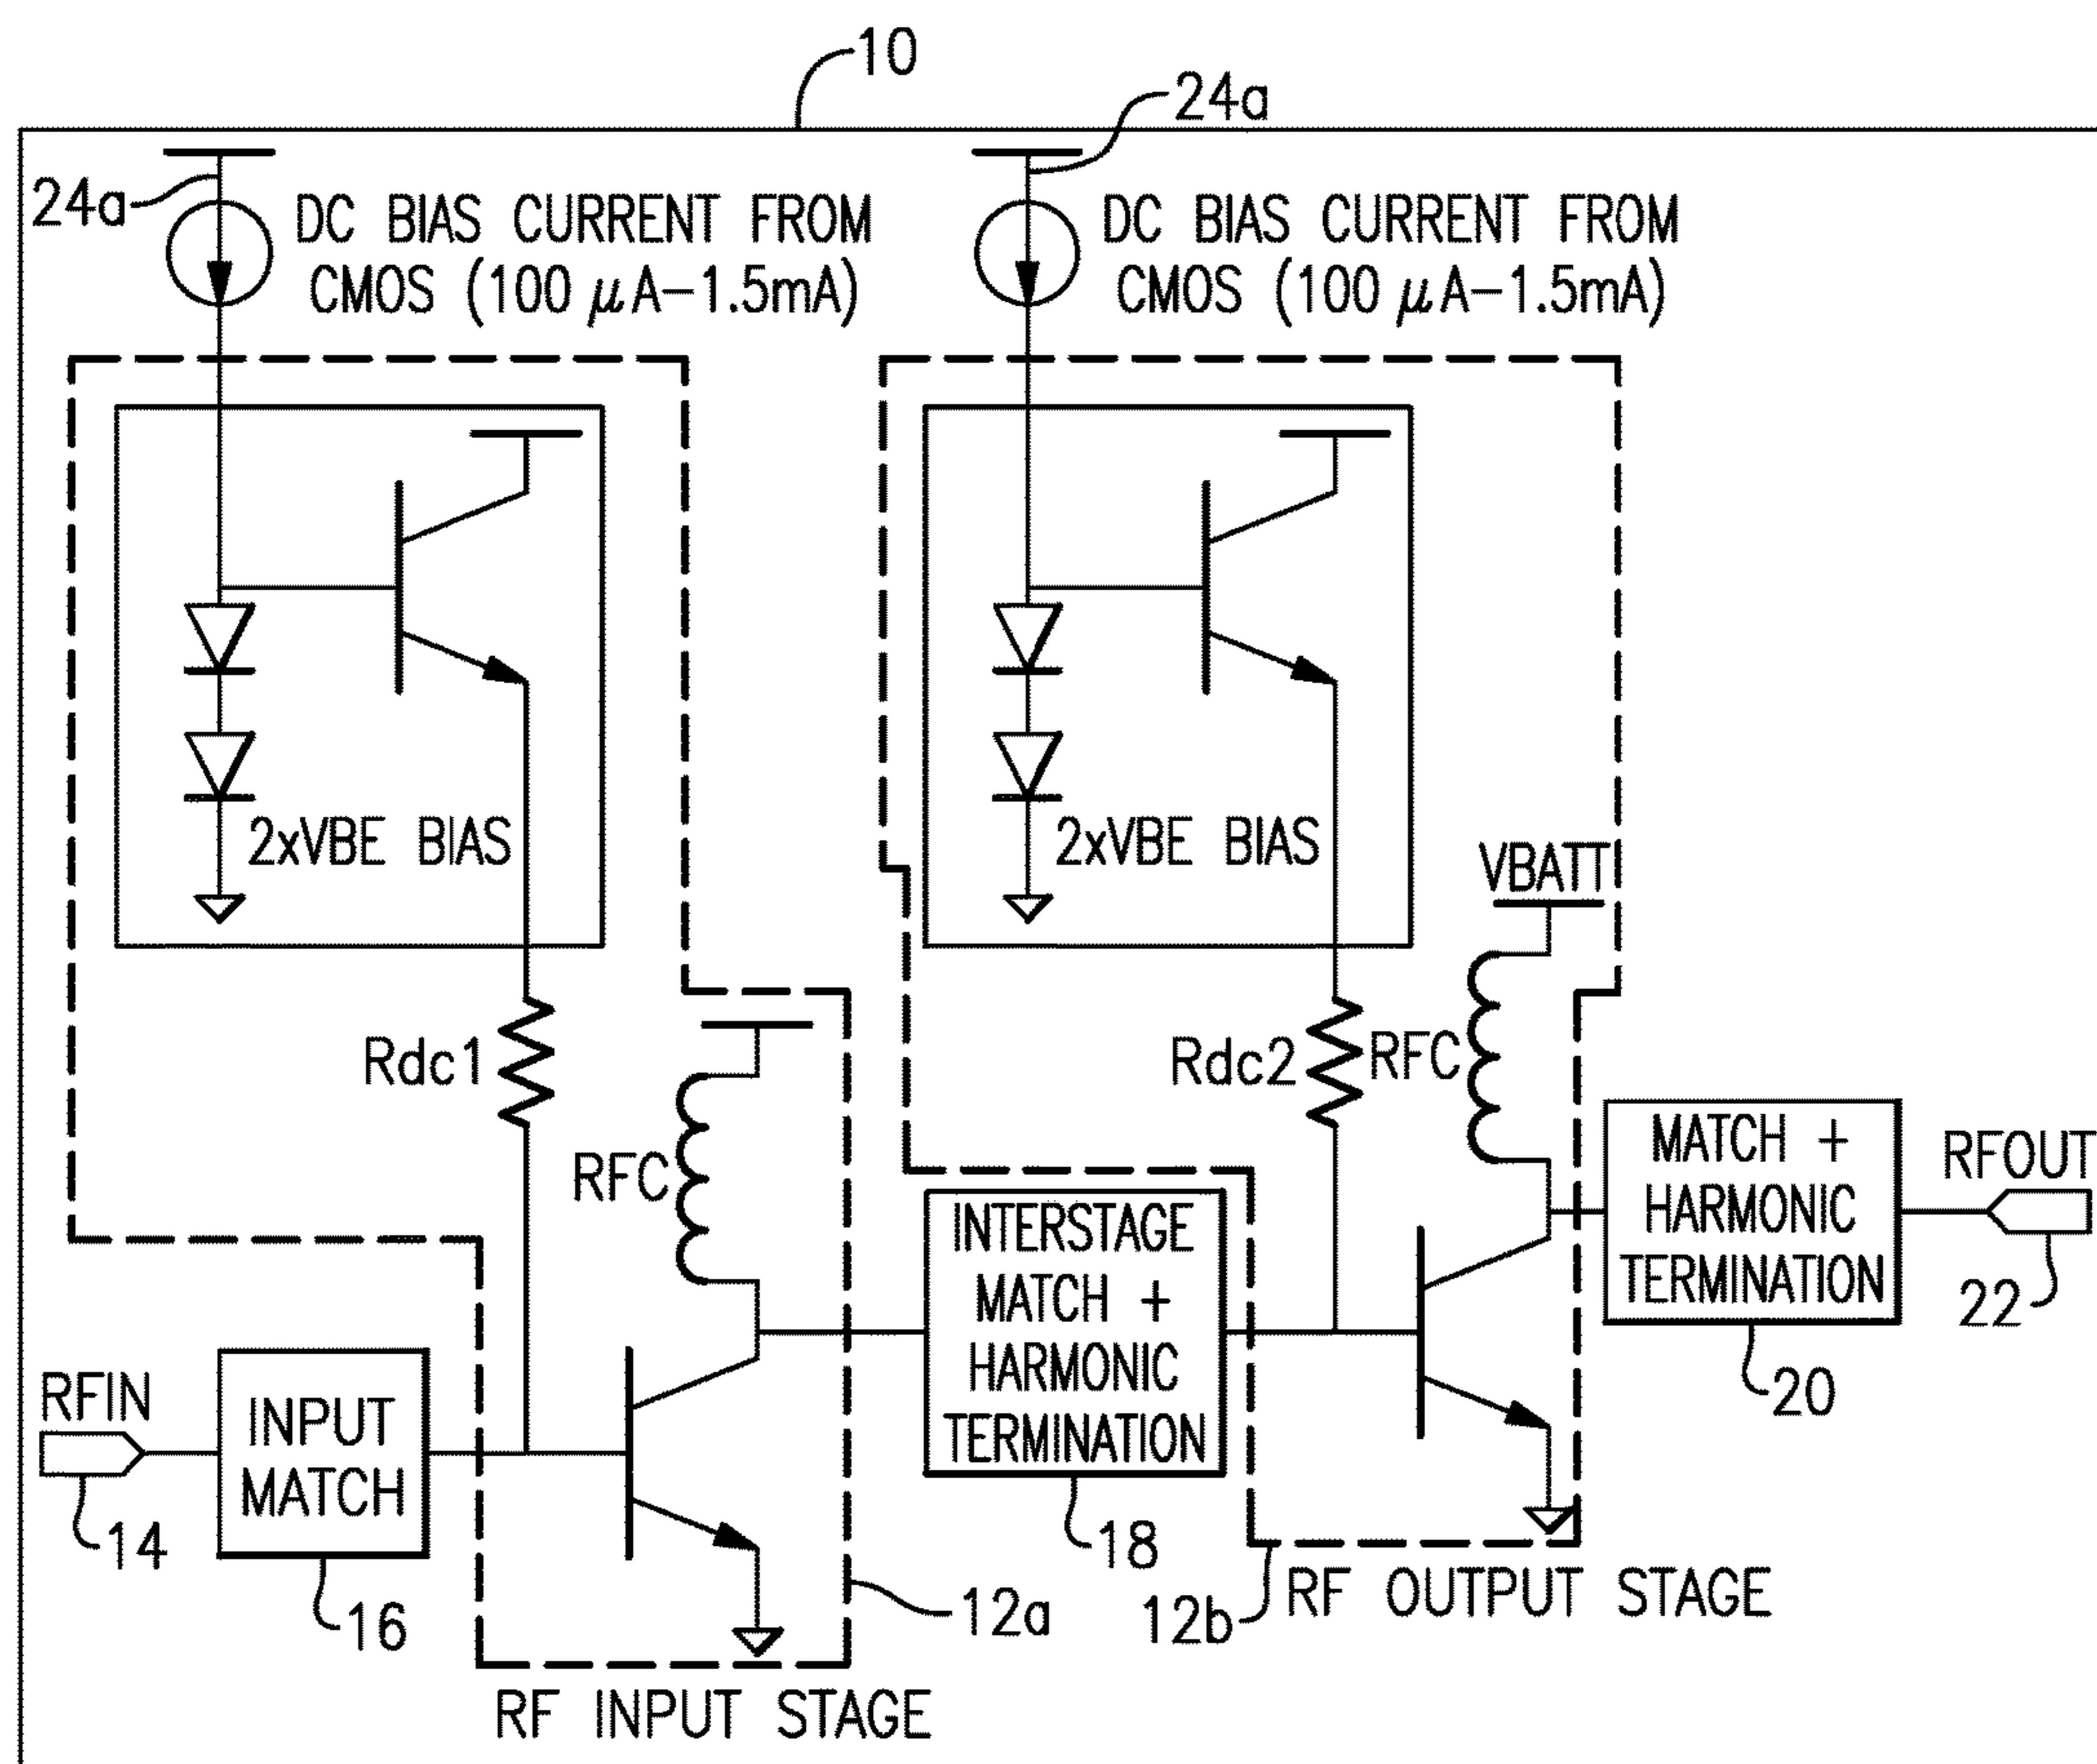 10
24a
24a
DC BIAS CURRENT FROM
CMOS (100 μA-1.5mA)
DC BIAS CURRENT FROM
CMOS (100 μA-1.5mA)
2xVBE BIAS
2xVBE BIAS
VBATT
Rdc1
RFC
Rdc2
RFC
MATCH +
HARMONIC
TERMINATION
RFOUT
22
20
INTERSTAGE
MATCH +
HARMONIC
TERMINATION
18
RFIN
14
INPUT
MATCH
16
12a
12b
RF OUTPUT STAGE
RF INPUT STAGE